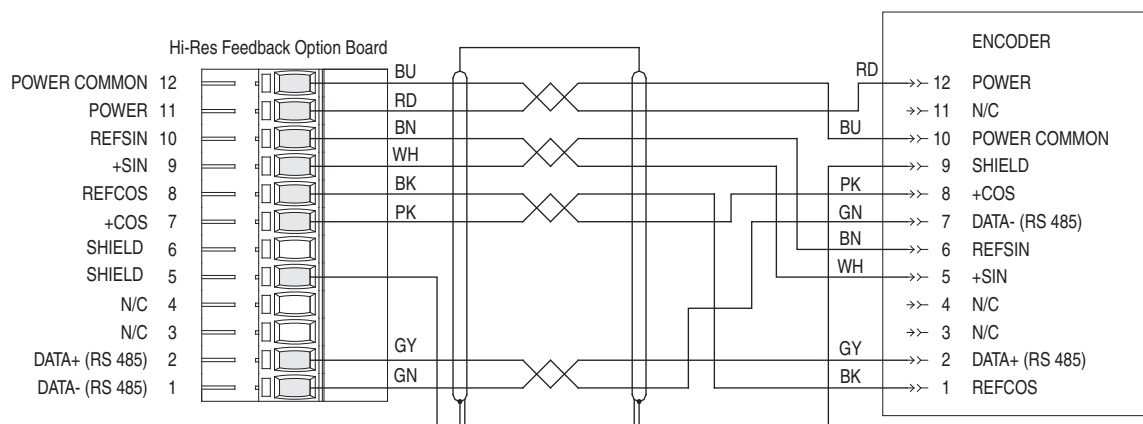 Hi-Res Feedback Option Board
POWER COMMON 12
POWER 11
REFSIN 10
+SIN 9
REFCOS 8
+COS 7
SHIELD 6
SHIELD 5
N/C 4
N/C 3
DATA+ (RS 485) 2
DATA- (RS 485) 1
BU
RD
BN
WH
BK
PK
GY
GN
RD
BU
PK
GN
BN
WH
GY
BK
ENCODER
12 POWER
11 N/C
10 POWER COMMON
9 SHIELD
8 +COS
7 DATA- (RS 485)
6 REFSIN
5 +SIN
4 N/C
3 N/C
2 DATA+ (RS 485)
1 REFCOS